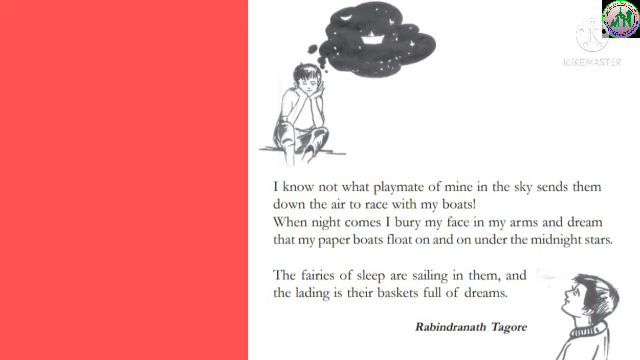 KINEMASTER
I know not what playmate of mine in the sky sends them
down the air to race with my boats!
When night comes I bury my face in my arms and dream
that my paper boats float on and on under the midnight stars.
The fairies of sleep are sailing in them, and
the lading is their baskets full of dreams.
Rabindranath Tagore